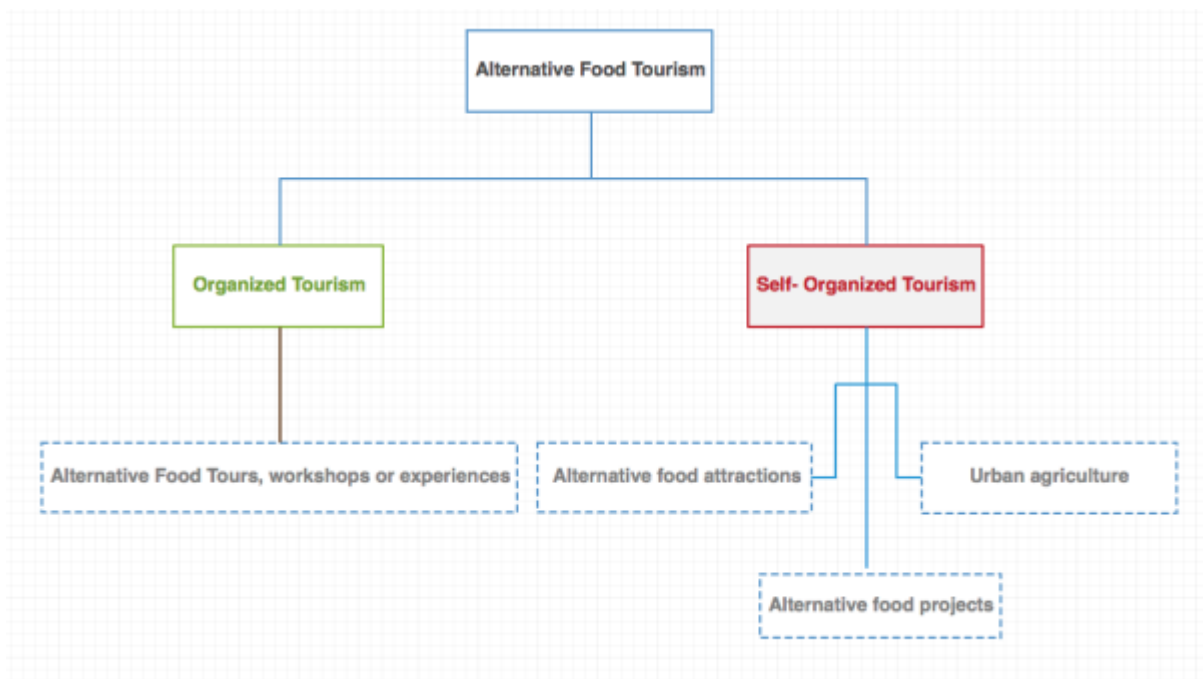 Alternative Food Tourism
Organized Tourism
Self- Organized Tourism
Alternative Food Tours, workshops or experiences
Alternative food attractions
Urban agriculture
Alternative food projects